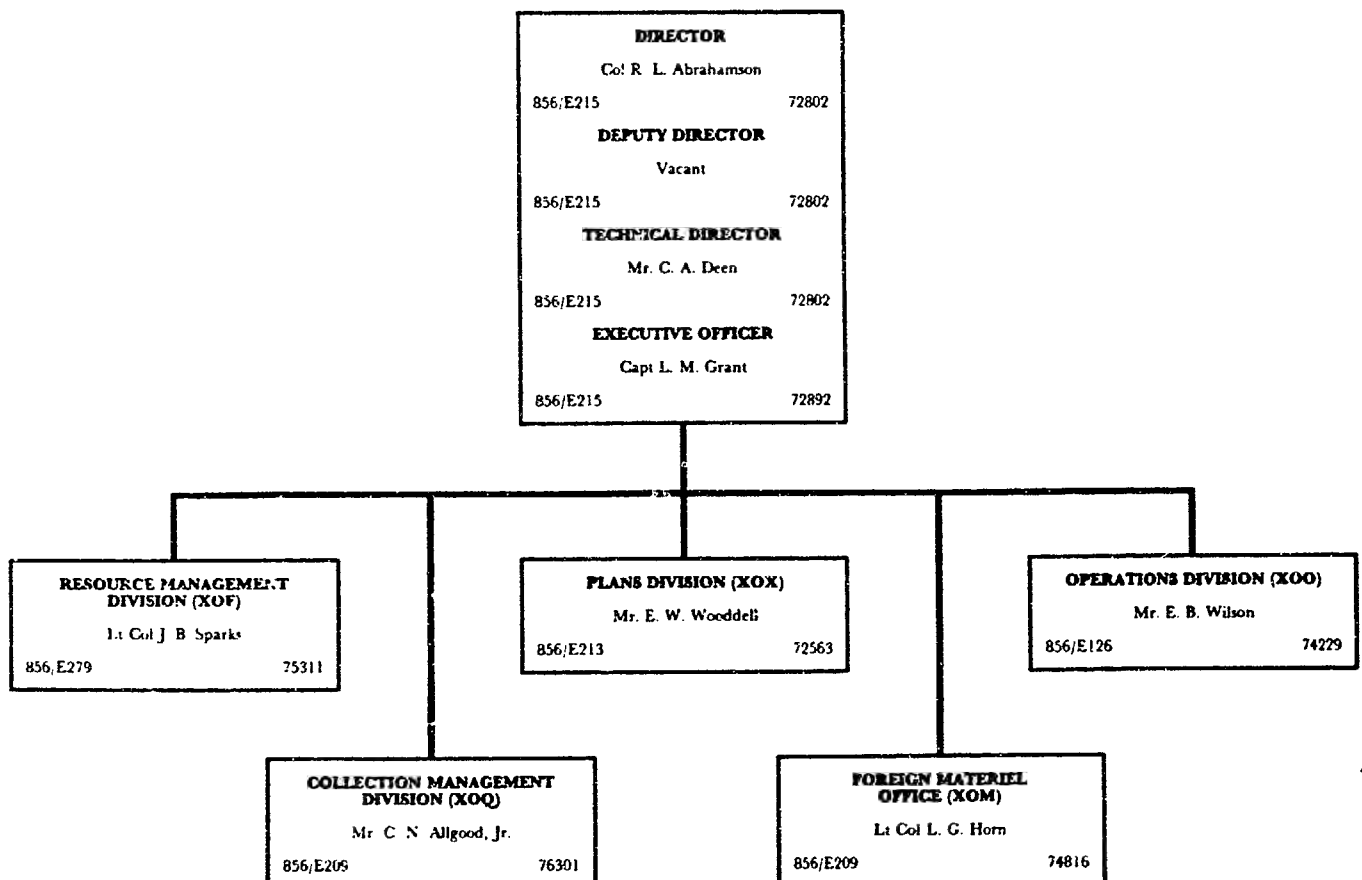 DIRECTOR
Col R. L. Abrahamson
856/E215 72802
DEPUTY DIRECTOR
Vacant
856/E215 72802
TECHNICAL DIRECTOR
Mr. C. A. Deen
856/E215 72802
EXECUTIVE OFFICER
Capt L. M. Grant
856/E215 72892
RESOURCE MANAGEMENT
DIVISION (XOF)
Lt Col J. B. Sparks
856/E279 75311
PLANS DIVISION (XOX)
Mr. E. W. Wooddell
856/E213 72563
OPERATIONS DIVISION (XOO)
Mr. E. B. Wilson
856/E126 74229
COLLECTION MANAGEMENT
DIVISION (XOQ)
Mr. C. N. Allgood, Jr.
856/E209 76301
FOREIGN MATERIEL
OFFICE (XOM)
Lt Col L. G. Horn
856/E209 74816